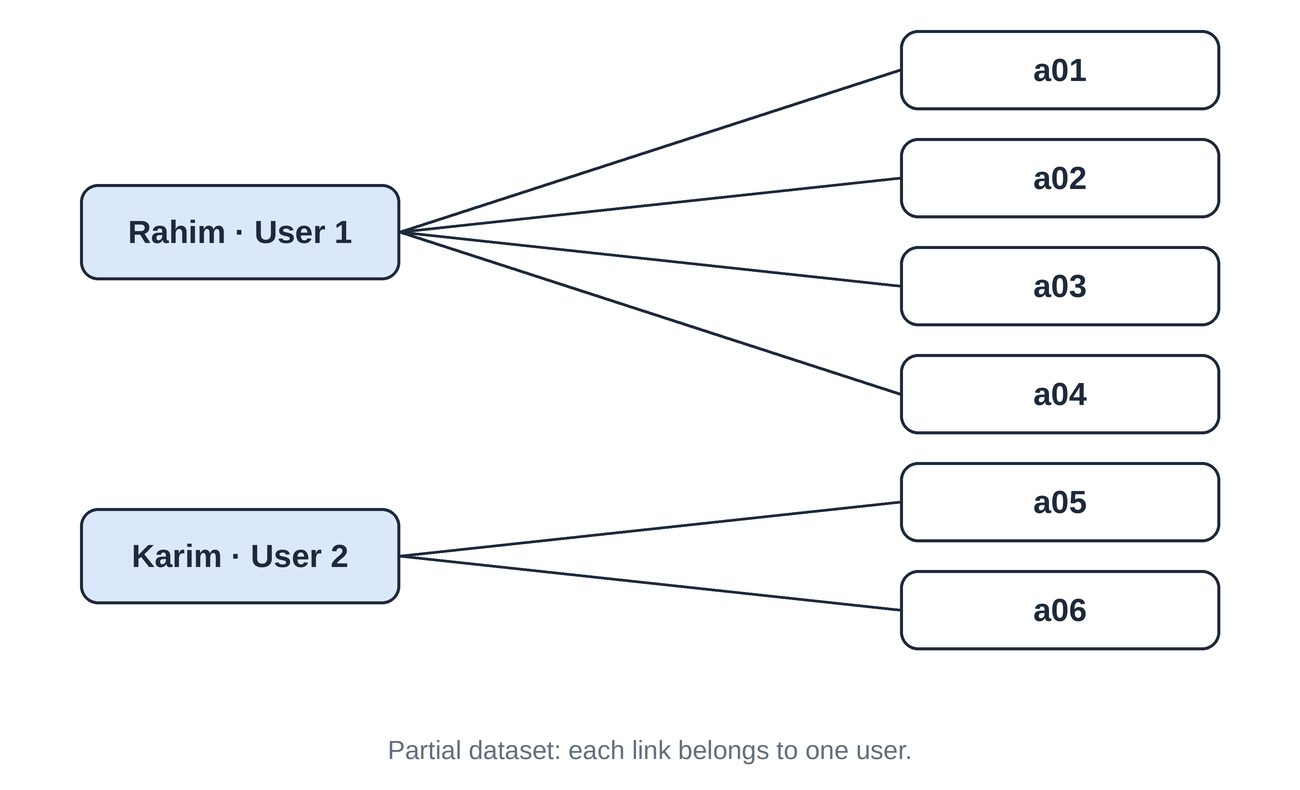 a01
a02
Rahim · User 1
a03
a04
a05
Karim · User 2
a06
Partial dataset: each link belongs to one user.